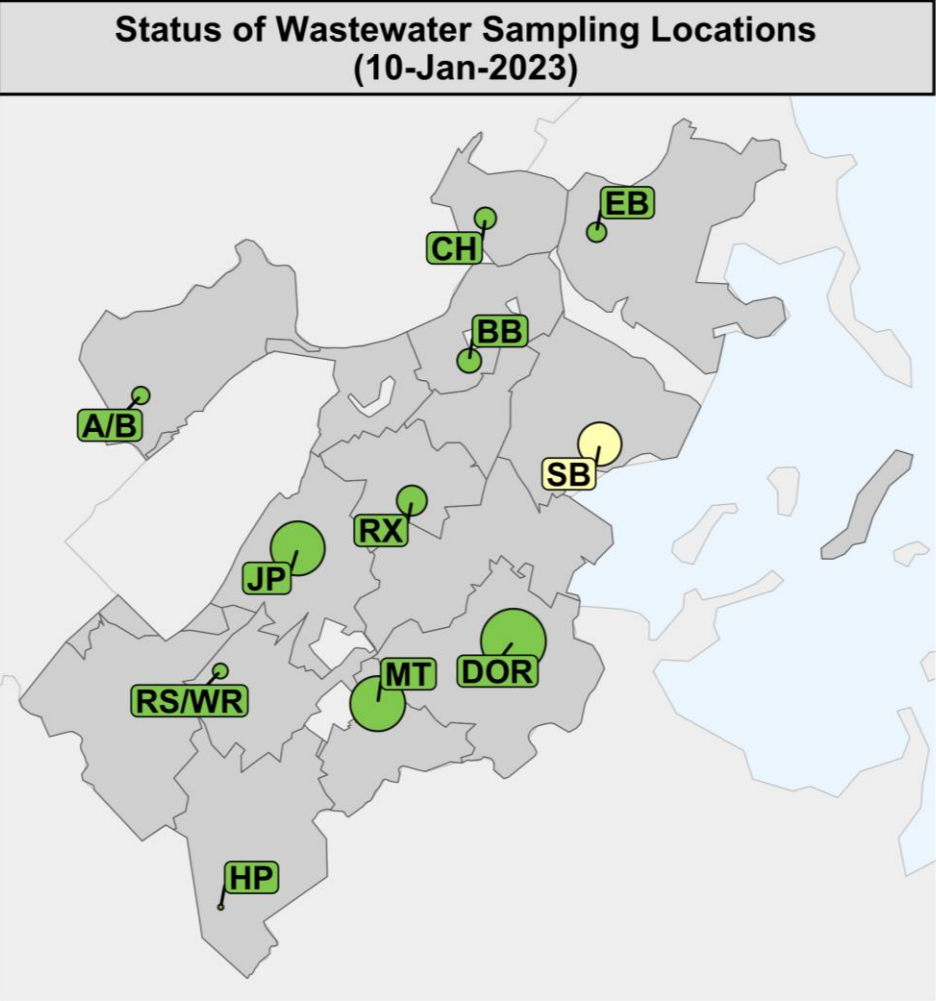 Status of Wastewater Sampling Locations
(10-Jan-2023)
EB
CH
BB
A/B
SB
RX
JP
MT
DOR
RS/WR
HP